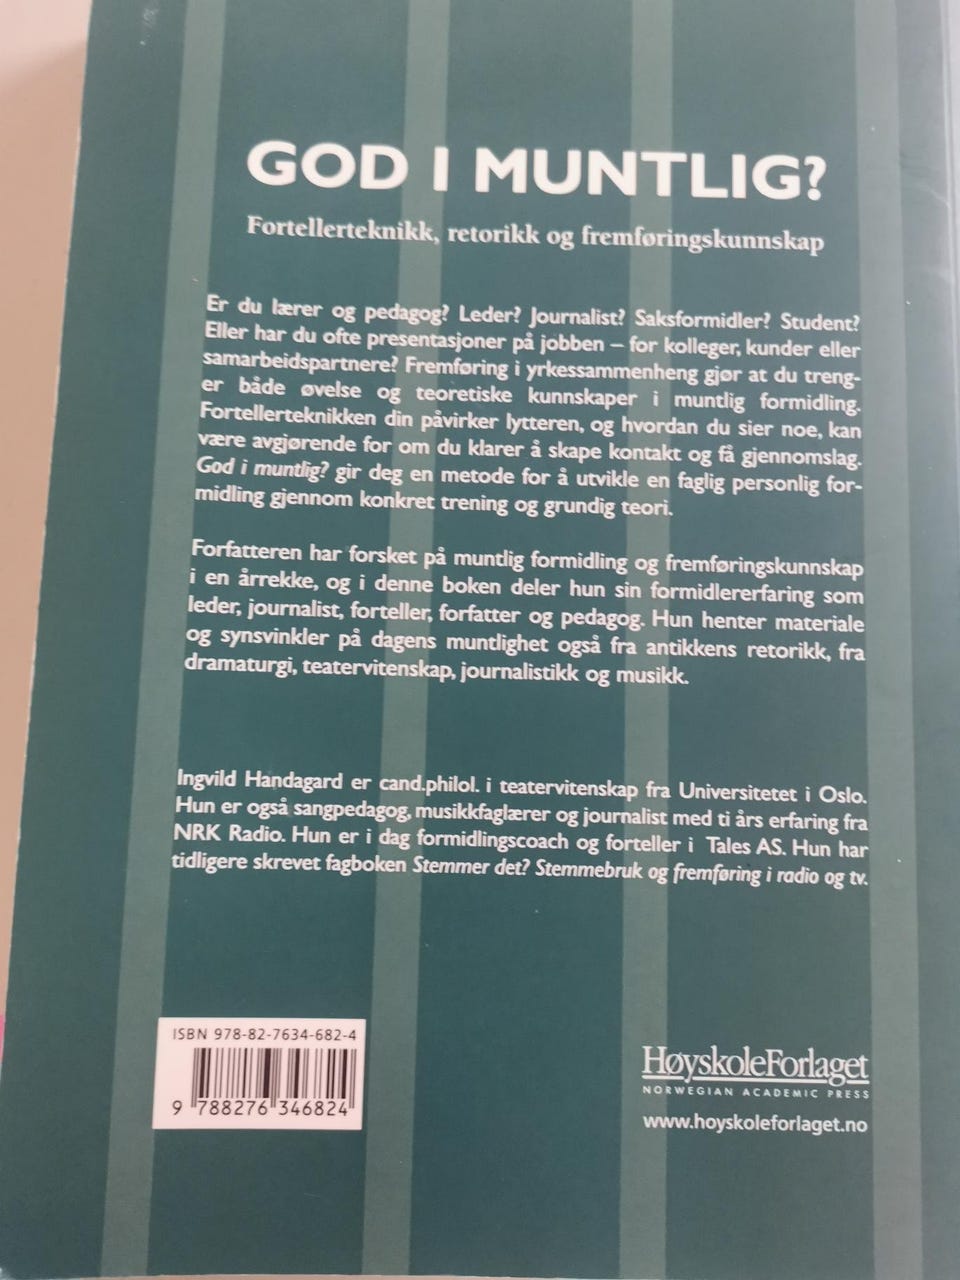 GOD I MUNTLIG?
Fortellerteknikk, retorikk og fremføringskunnskap
Er du lærer og pedagog? Leder? Journalist? Saksformidler? Student?
Eller har du ofte presentasjoner på jobben – for kolleger, kunder eller
samarbeidspartnere? Fremføring i yrkessammenheng gjør at du treng-
er både øvelse og teoretiske kunnskaper i muntlig formidling.
Fortellerteknikken din påvirker lytteren, og hvordan du sier noe, kan
være avgjørende for om du klarer å skape kontakt og få gjennomslag.
God i muntlig? gir deg en metode for å utvikle en faglig personlig for-
midling gjennom konkret trening og grundig teori.
Forfatteren har forsket på muntlig formidling og fremføringskunnskap
i en årrekke, og i denne boken deler hun sin formidlererfaring som
leder, journalist, forteller, forfatter og pedagog. Hun henter materiale
og synsvinkler på dagens muntlighet også fra antikkens retorikk, fra
dramaturgi, teatervitenskap, journalistikk og musikk.
Ingvild Handagard er cand.philol. i teatervitenskap fra Universitetet i Oslo.
Hun er også sangpedagog, musikkfaglærer og journalist med ti års erfaring fra
NRK Radio. Hun er i dag formidlingscoach og forteller i Tales AS. Hun har
tidligere skrevet fagboken Stemmer det? Stemmebruk og fremføring i radio og tv.
ISBN 978-82-7634-682-4
9 788276 346824
HøyskoleForlaget
NORWEGIAN ACADEMIC PRESS
www.hoyskoleforlaget.no